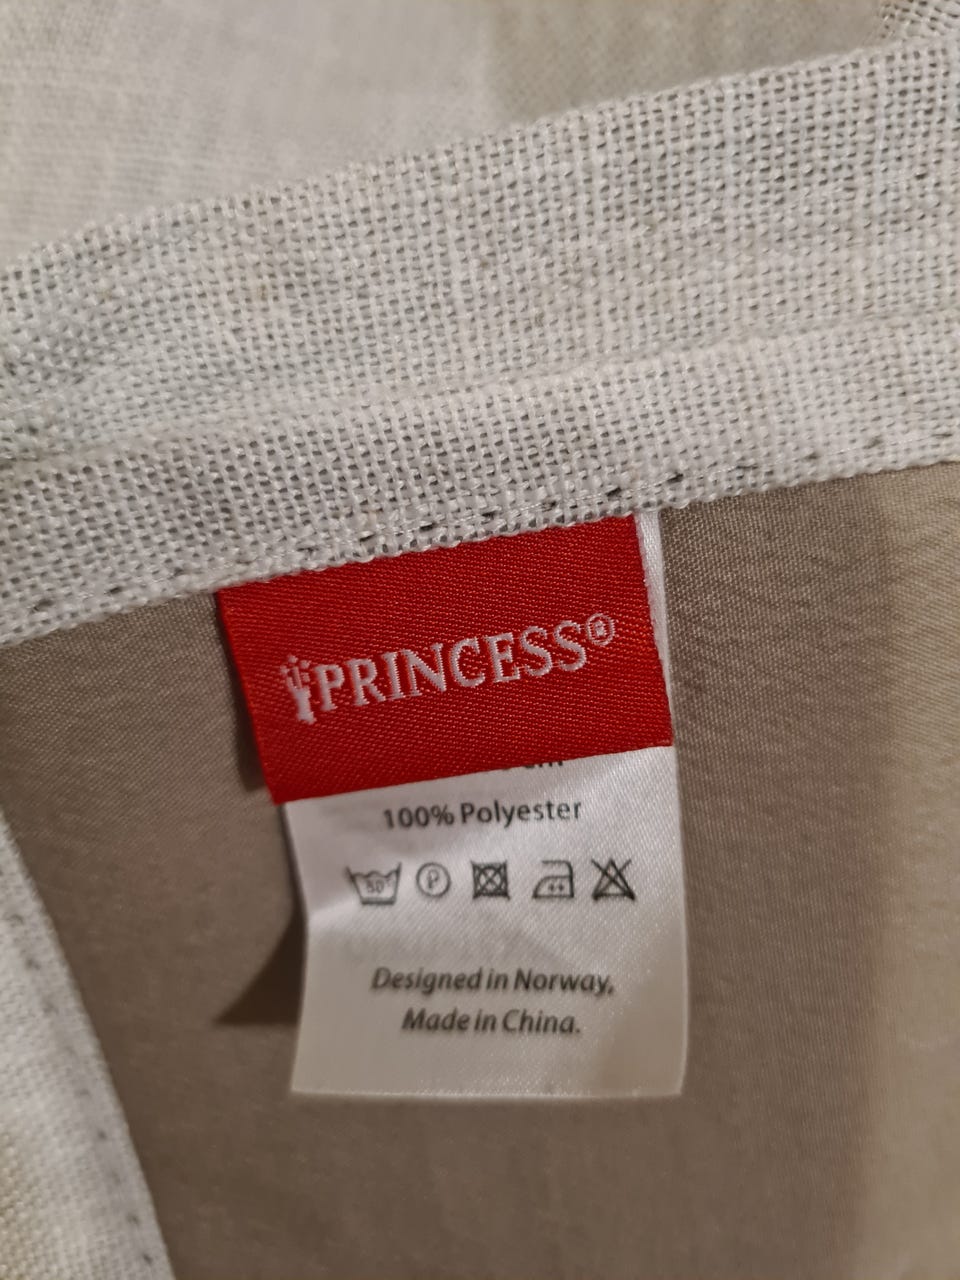 PRINCESS®
100% Polyester
P
Designed in Norway,
Made in China.